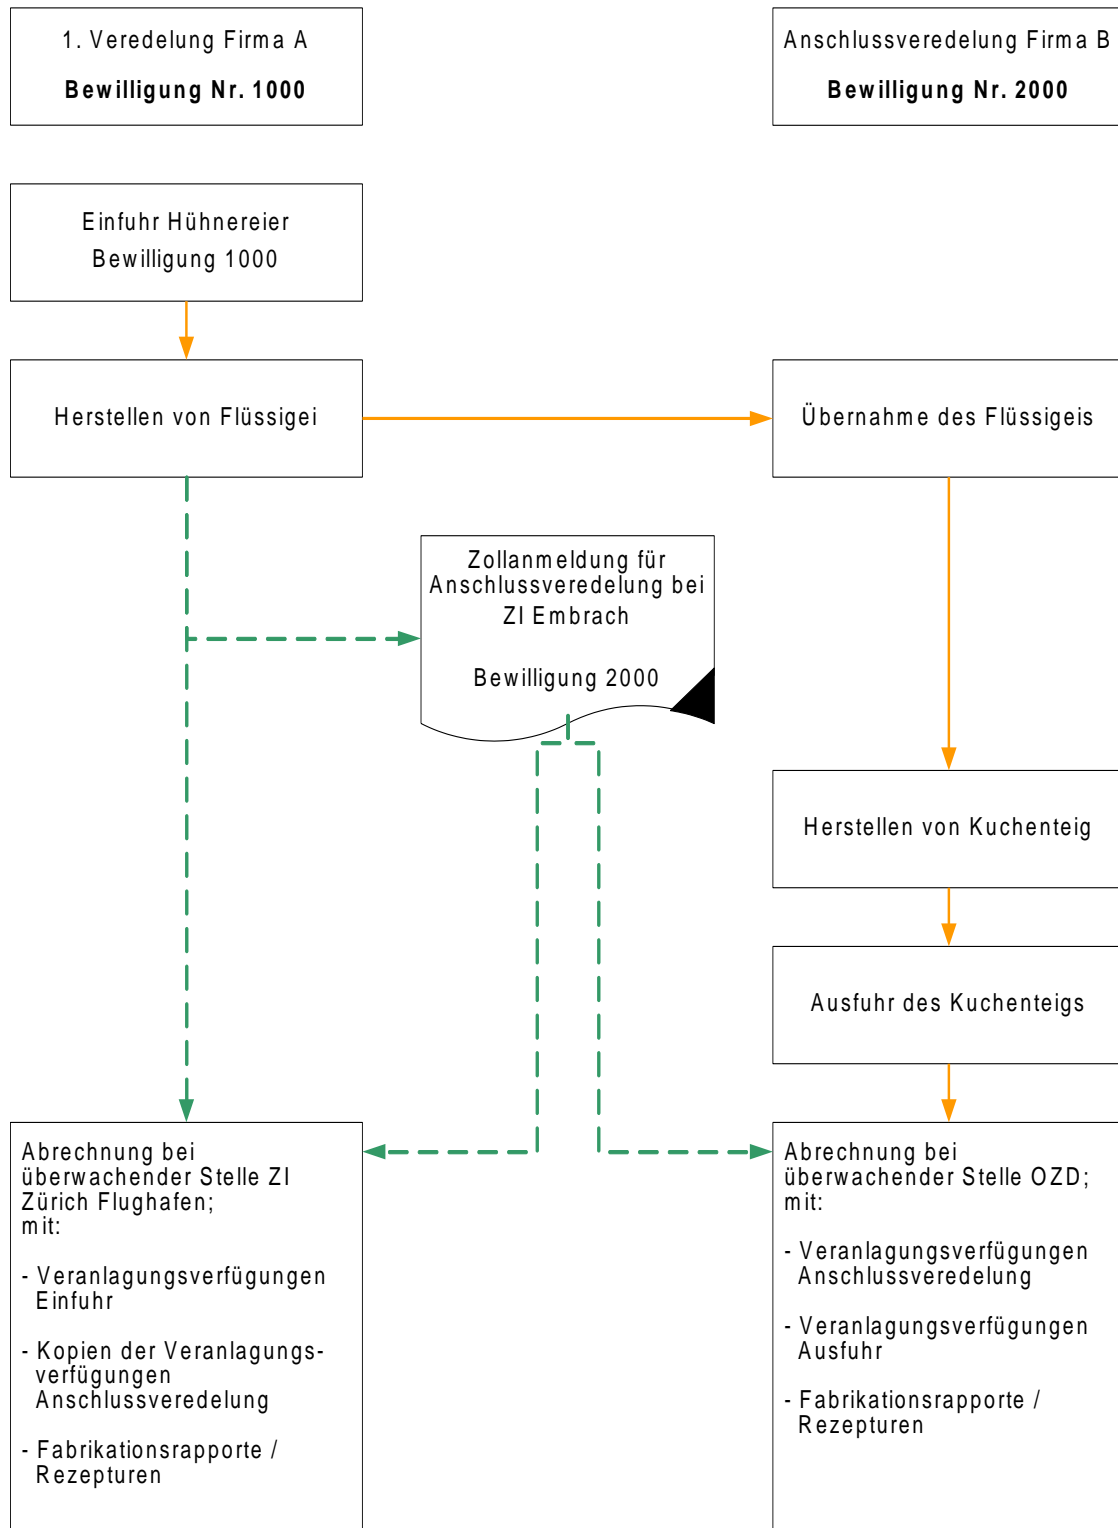 1. Veredelung Firma A
Bewilligung Nr. 1000
Anschlussveredelung Firma B
Bewilligung Nr. 2000
Einfuhr Hühnereier
Bewilligung 1000
Herstellen von Flüssigei
Übernahme des Flüssigeis
Zollanmeldung für
Anschlussveredelung bei
ZI Embrach
Bewilligung 2000
Herstellen von Kuchenteig
Ausfuhr des Kuchenteigs
Abrechnung bei
überwachender Stelle ZI
Zürich Flughafen;
mit:
- Veranlagungsverfügungen
Einfuhr
- Kopien der Veranlagungs-
verfügungen
Anschlussveredelung
- Fabrikationsrapporte /
Rezepturen
Abrechnung bei
überwachender Stelle OZD;
mit:
- Veranlagungsverfügungen
Anschlussveredelung
- Veranlagungsverfügungen
Ausfuhr
- Fabrikationsrapporte /
Rezepturen